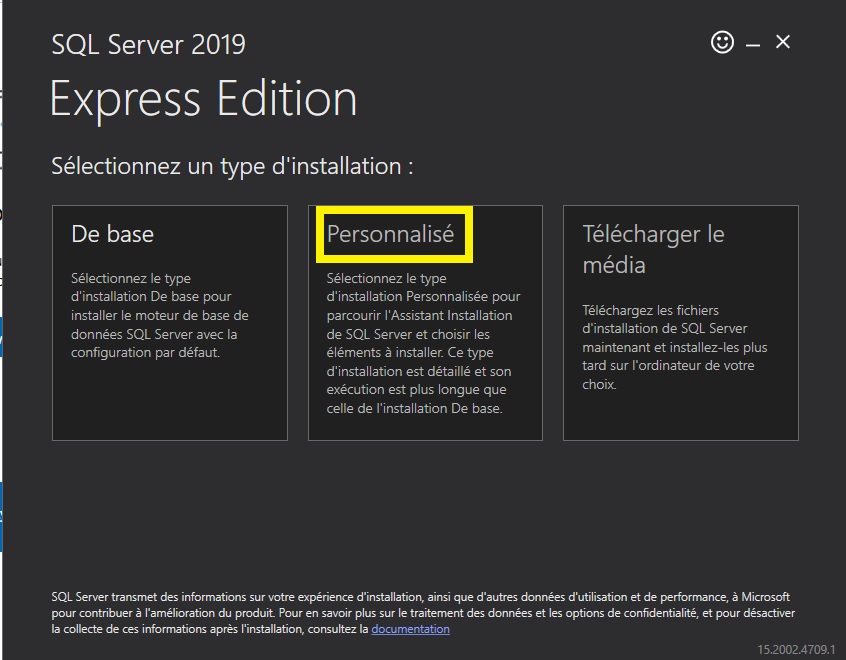 SQL Server 2019
Express Edition
Sélectionnez un type d'installation :
De base
Sélectionnez le type
d'installation De base pour
installer le moteur de base de
données SQL Server avec la
configuration par défaut.
Personnalisé
Sélectionnez le type
d'installation Personnalisée pour
parcourir l'Assistant Installation
de SQL Server et choisir les
éléments à installer. Ce type
d'installation est détaillé et son
exécution est plus longue que
celle de l'installation De base.
Télécharger le
média
Téléchargez les fichiers
d'installation de SQL Server
maintenant et installez-les plus
tard sur l'ordinateur de votre
choix.
SQL Server transmet des informations sur votre expérience d'installation, ainsi que d'autres données d'utilisation et de performance, à Microsoft
pour contribuer à l'amélioration du produit. Pour en savoir plus sur le traitement des données et les options de confidentialité, et pour désactiver
la collecte de ces informations après l'installation, consultez la documentation
15.2002.4709.1